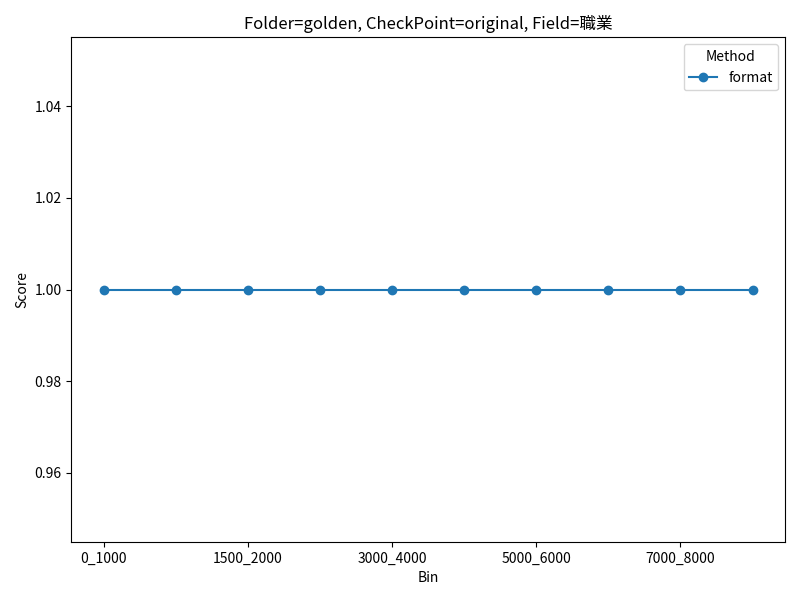 Folder=golden, CheckPoint=original, Field=職業
Method
format
1.04
1.02
1.00
0.98
0.96
Score
0_1000
1500_2000
3000_4000
5000_6000
7000_8000
Bin